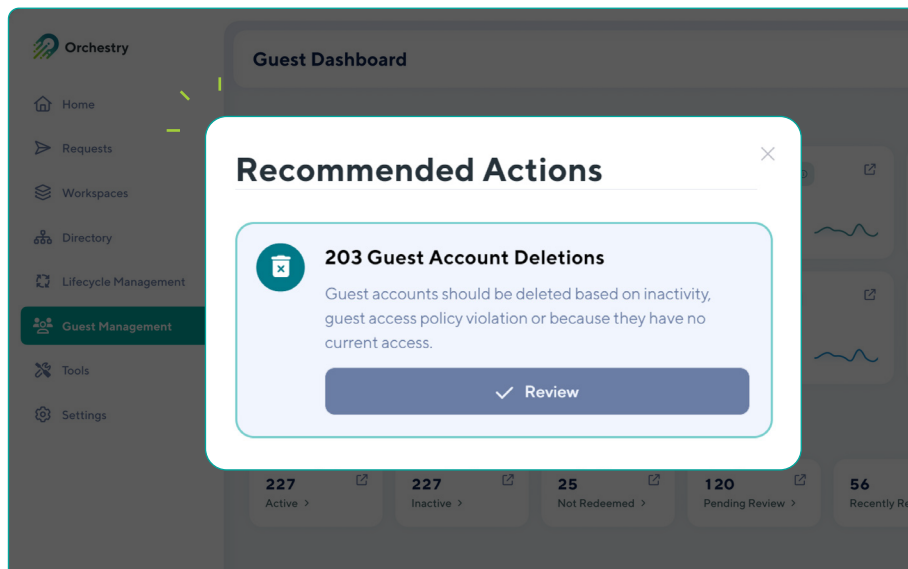 Orchestry
Guest Dashboard
Home
Requests
Workspaces
Directory
Lifecycle Management
Guest Management
Tools
Settings
Recommended Actions
203 Guest Account Deletions
Guest accounts should be deleted based on inactivity,
guest access policy violation or because they have no
current access.
Review
227
Active >
227
Inactive >
25
Not Redeemed >
120
Pending Review >
56
Recently Re